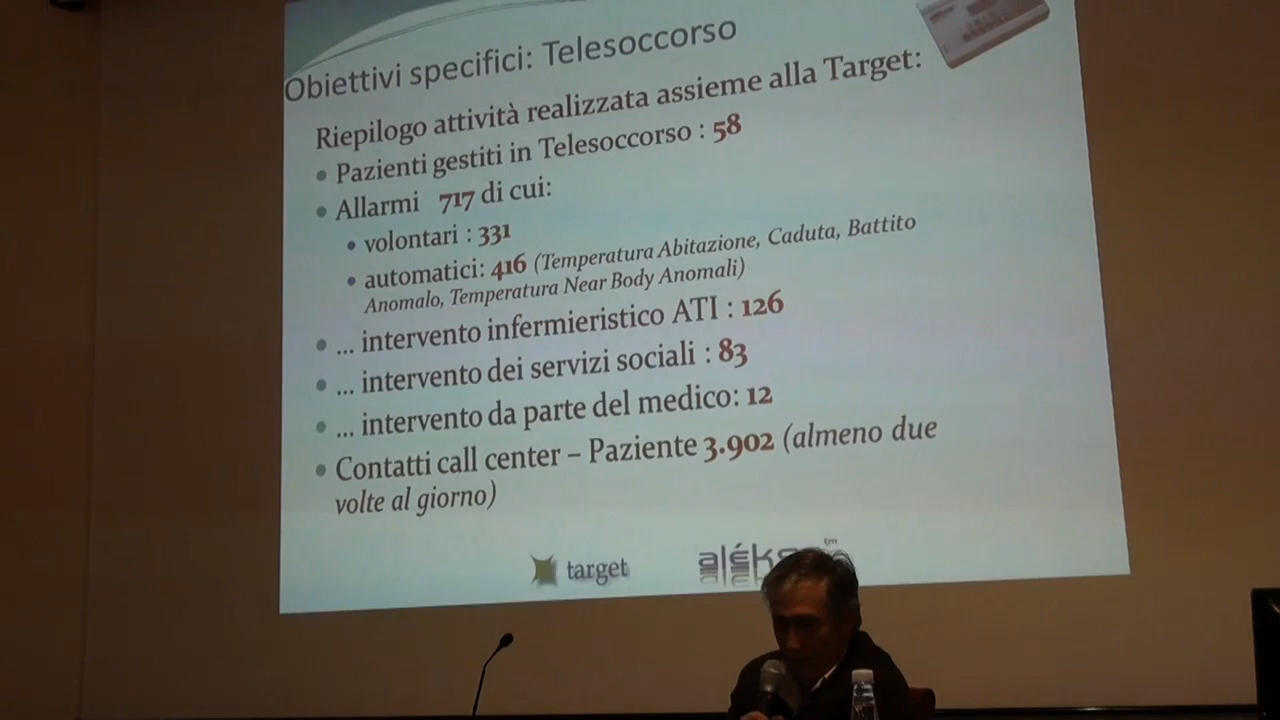 Obiettivi specifici: Telesoccorso
Riepilogo attività realizzata assieme alla Target:
• Pazienti gestiti in Telesoccorso : 58
• Allarmi 717 di cui:
• volontari : 331
• automatici: 416 (Temperatura Abitazione, Caduta, Battito
Anomalo, Temperatura Near Body Anomali)
• ... intervento infermieristico ATI : 126
• ... intervento dei servizi sociali : 83
• ... intervento da parte del medico: 12
• Contatti call center – Paziente 3.902 (almeno due
volte al giorno)
target
tm